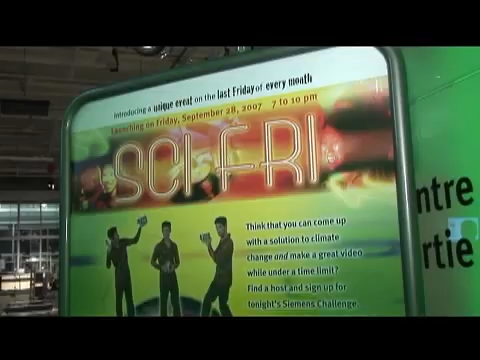 Introducing a unique event on the last Friday of every month
Launching on Friday, September 28, 2007 7 to 10 pm
SCI FRI
Think that you can come up
with a solution to climate
change and make a great video
while under a time limit?
Find a host and sign up for
tonight's Siemens Challenge.
ntre
rtie